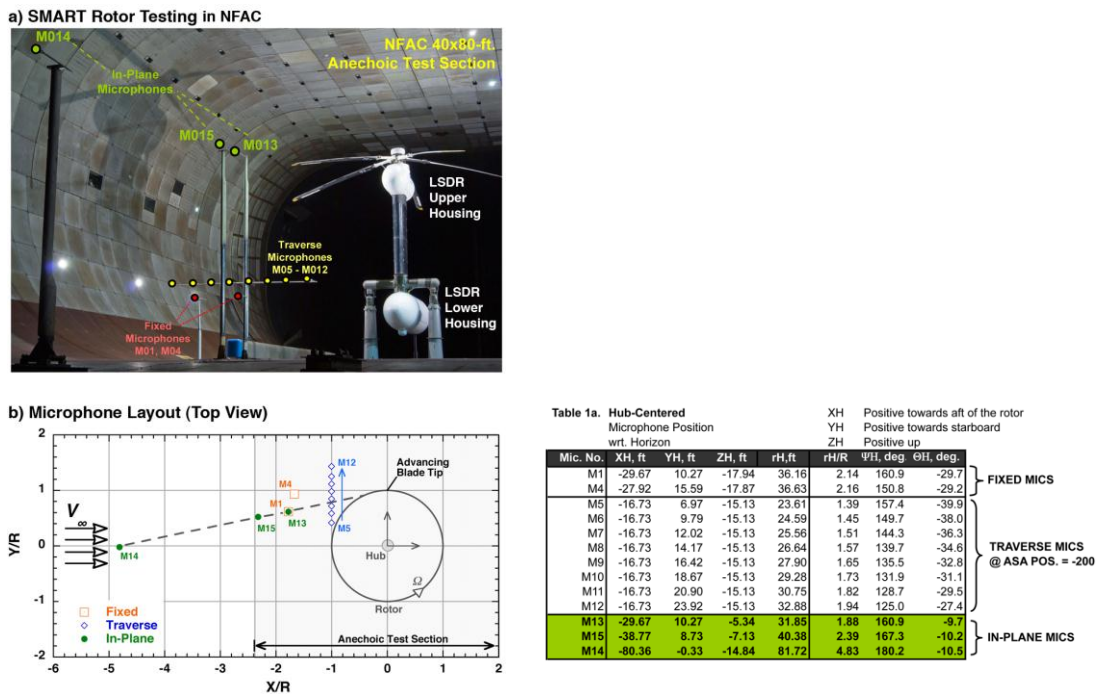 a) SMART Rotor Testing in NFAC
M014
NFAC 40x80-ft.
Anechoic Test Section
In-Plane
Microphones
M015
M013
LSDR
Upper
Housing
Traverse
Microphones
M05 - M012
LSDR
Lower
Housing
Fixed
Microphones
M01, M04
b) Microphone Layout (Top View)
2
1
0
-1
-2
Y/R
-6 -5 -4 -3 -2 -1 0 1 2
X/R
V∞
M14
M15
M13
M1
M4
M12
M5
Advancing
Blade Tip
Hub
Ω
Rotor
Fixed
Traverse
In-Plane
Anechoic Test Section
Table 1a. Hub-Centered
Microphone Position
wrt. Horizon
XH Positive towards aft of the rotor
YH Positive towards starboard
ZH Positive up
Mic. No. XH, ft YH, ft ZH, ft rH,ft rH/R ΨH, deg. ΘH, deg.
M1 -29.67 10.27 -17.94 36.16 2.14 160.9 -29.7
M4 -27.92 15.59 -17.87 36.63 2.16 150.8 -29.2
M5 -16.73 6.97 -15.13 23.61 1.39 157.4 -39.9
M6 -16.73 9.79 -15.13 24.59 1.45 149.7 -38.0
M7 -16.73 12.02 -15.13 25.56 1.51 144.3 -36.3
M8 -16.73 14.17 -15.13 26.64 1.57 139.7 -34.6
M9 -16.73 16.42 -15.13 27.90 1.65 135.5 -32.8
M10 -16.73 18.67 -15.13 29.28 1.73 131.9 -31.1
M11 -16.73 20.90 -15.13 30.75 1.82 128.7 -29.5
M12 -16.73 23.92 -15.13 32.88 1.94 125.0 -27.4
M13 -29.67 10.27 -5.34 31.85 1.88 160.9 -9.7
M15 -38.77 8.73 -7.13 40.38 2.39 167.3 -10.2
M14 -80.36 -0.33 -14.84 81.72 4.83 180.2 -10.5
FIXED MICS
TRAVERSE MICS
@ ASA POS. = -200
IN-PLANE MICS